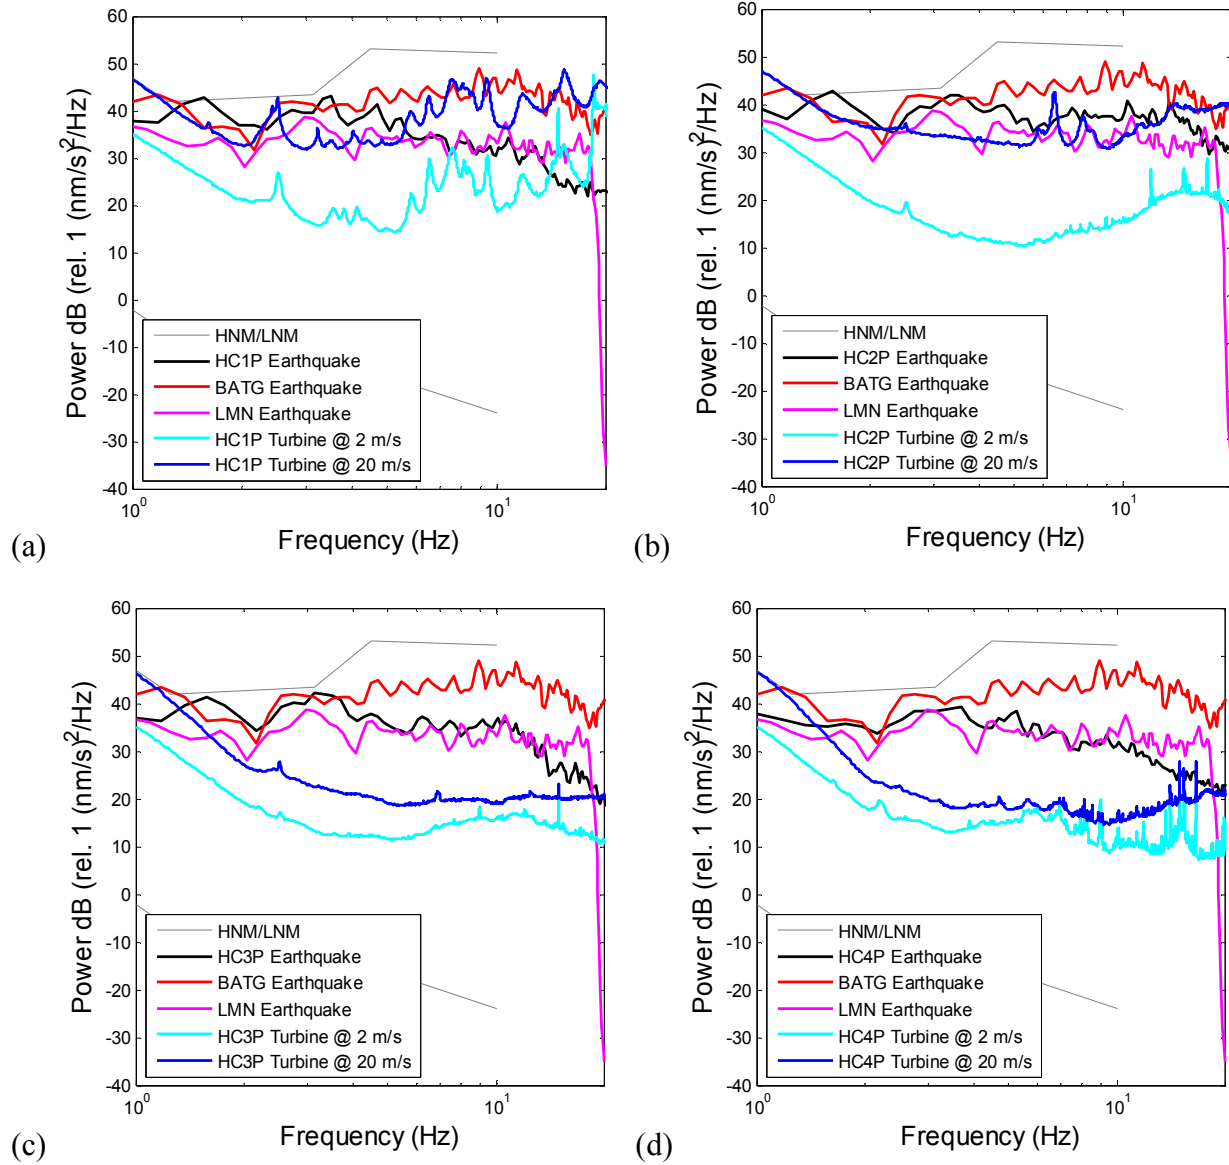 60
50
40
30
20
10
0
-10
-20
-30
-40
Power dB (rel. 1 (nm/s)²/Hz)
HNM/LNM
HC1P Earthquake
BATG Earthquake
LMN Earthquake
HC1P Turbine @ 2 m/s
HC1P Turbine @ 20 m/s
10⁰
10¹
Frequency (Hz)
(a)
60
50
40
30
20
10
0
-10
-20
-30
-40
Power dB (rel. 1 (nm/s)²/Hz)
HNM/LNM
HC2P Earthquake
BATG Earthquake
LMN Earthquake
HC2P Turbine @ 2 m/s
HC2P Turbine @ 20 m/s
10⁰
10¹
Frequency (Hz)
(b)
60
50
40
30
20
10
0
-10
-20
-30
-40
Power dB (rel. 1 (nm/s)²/Hz)
HNM/LNM
HC3P Earthquake
BATG Earthquake
LMN Earthquake
HC3P Turbine @ 2 m/s
HC3P Turbine @ 20 m/s
10⁰
10¹
Frequency (Hz)
(c)
60
50
40
30
20
10
0
-10
-20
-30
-40
Power dB (rel. 1 (nm/s)²/Hz)
HNM/LNM
HC4P Earthquake
BATG Earthquake
LMN Earthquake
HC4P Turbine @ 2 m/s
HC4P Turbine @ 20 m/s
10⁰
10¹
Frequency (Hz)
(d)